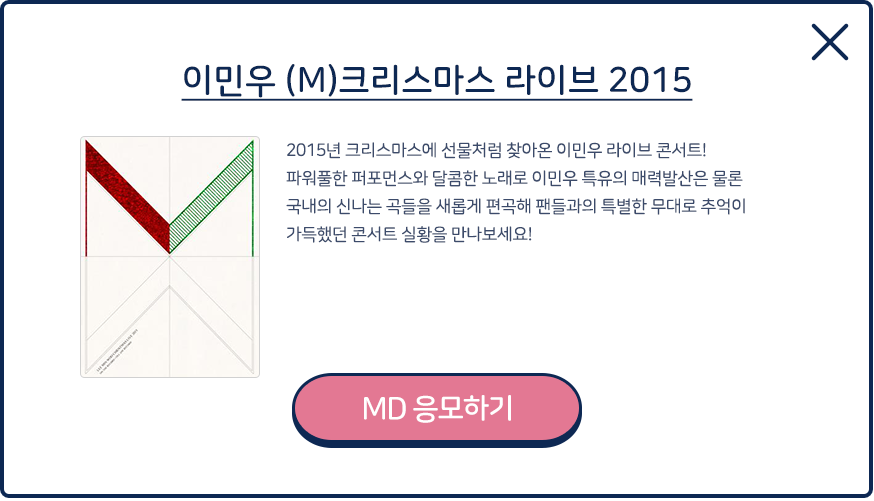 이민우 (M)크리스마스 라이브 2015
2015년 크리스마스에 선물처럼 찾아온 이민우 라이브 콘서트!
파워풀한 퍼포먼스와 달콤한 노래로 이민우 특유의 매력발산은 물론
국내의 신나는 곡들을 새롭게 편곡해 팬들과의 특별한 무대로 추억이
가득했던 콘서트 실황을 만나보세요!
MD 응모하기